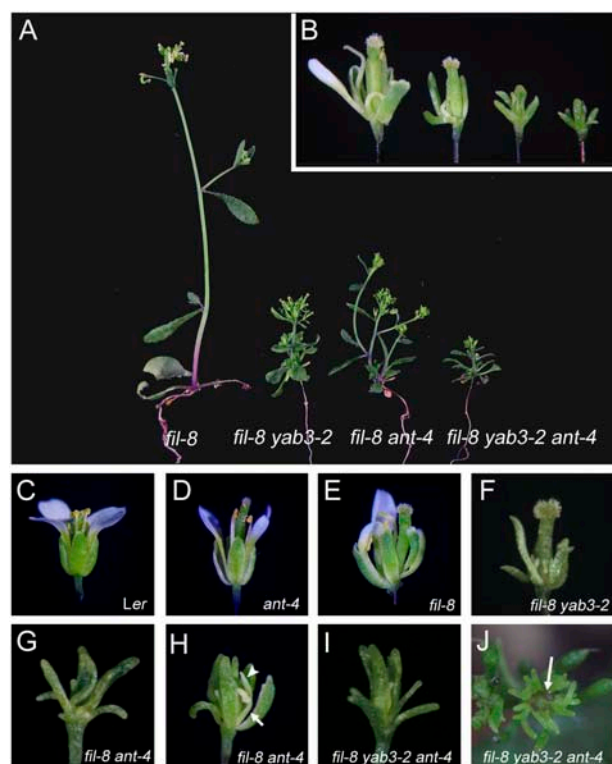 A
B
fil-8
fil-8 yab3-2
fil-8 ant-4
fil-8 yab3-2 ant-4
C
Ler
D
ant-4
E
fil-8
F
fil-8 yab3-2
G
fil-8 ant-4
H
fil-8 ant-4
I
fil-8 yab3-2 ant-4
J
fil-8 yab3-2 ant-4